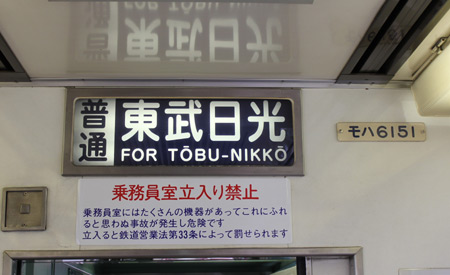 普通
東武日光
FOR TŌBU-NIKKŌ
モハ6151
乗務員室立入り禁止
乗務員室にはたくさんの機器があってこれにふれ
ると思わぬ事故が発生し危険です
立入ると鉄道営業法第33条によって罰せられます